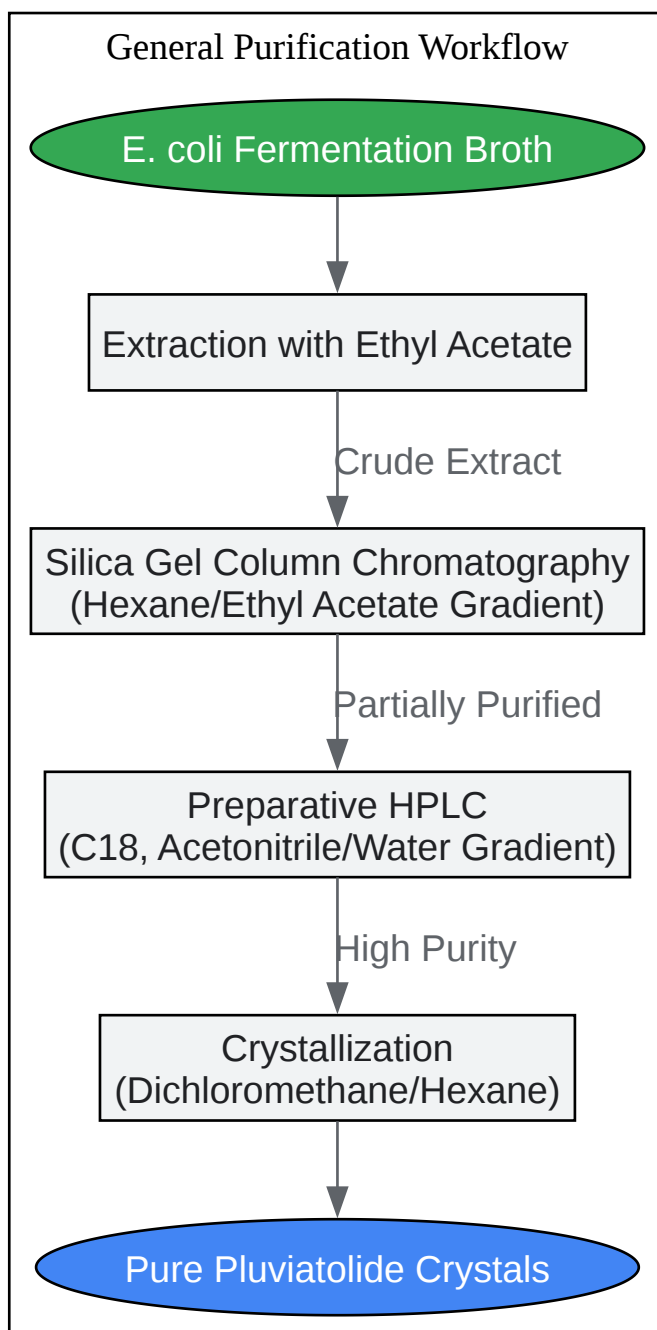 General Purification Workflow
E. coli Fermentation Broth
Extraction with Ethyl Acetate
Crude Extract
Silica Gel Column Chromatography
(Hexane/Ethyl Acetate Gradient)
Partially Purified
Preparative HPLC
(C18, Acetonitrile/Water Gradient)
High Purity
Crystallization
(Dichloromethane/Hexane)
Pure Pluviatolide Crystals